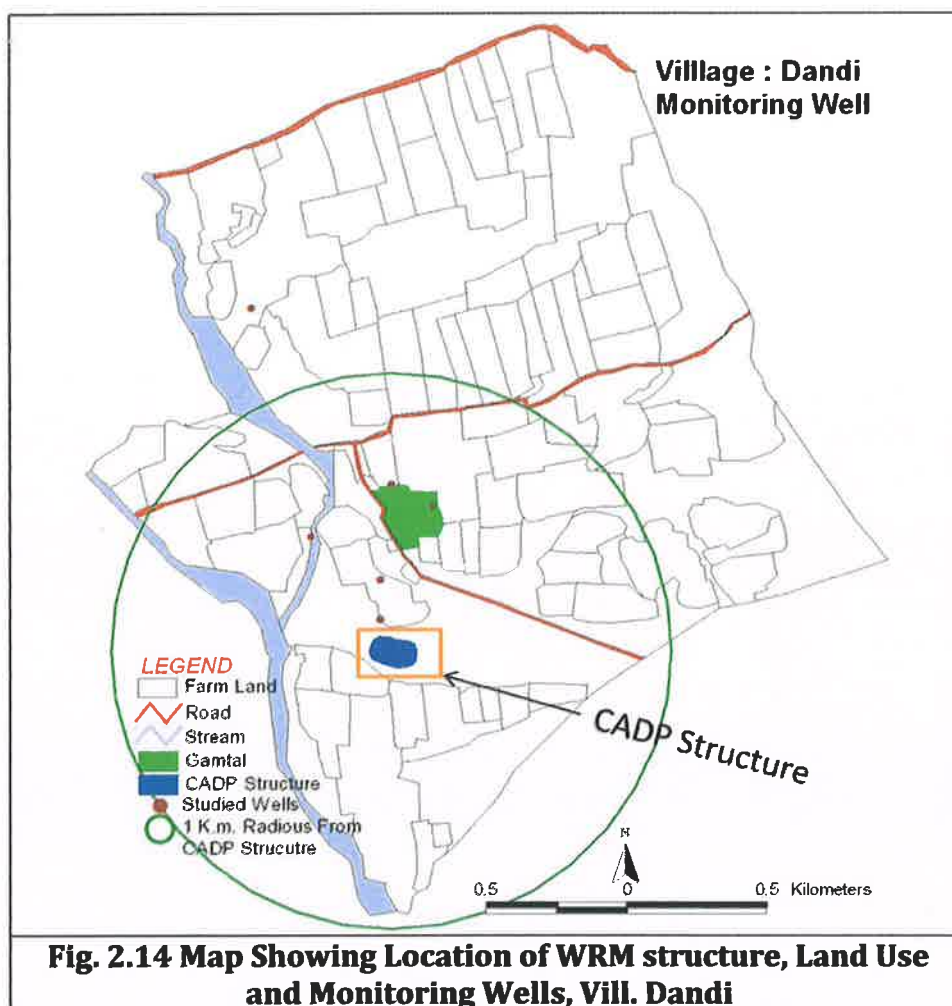 Villlage : Dandi
Monitoring Well
LEGEND
Farm Land
Road
Stream
Gamtal
CADP Structure
Studied Wells
1 K.m. Radious From
CADP Strucutre
CADP Structure
N
0.5 0 0.5 Kilometers
Fig. 2.14 Map Showing Location of WRM structure, Land Use
and Monitoring Wells, Vill. Dandi